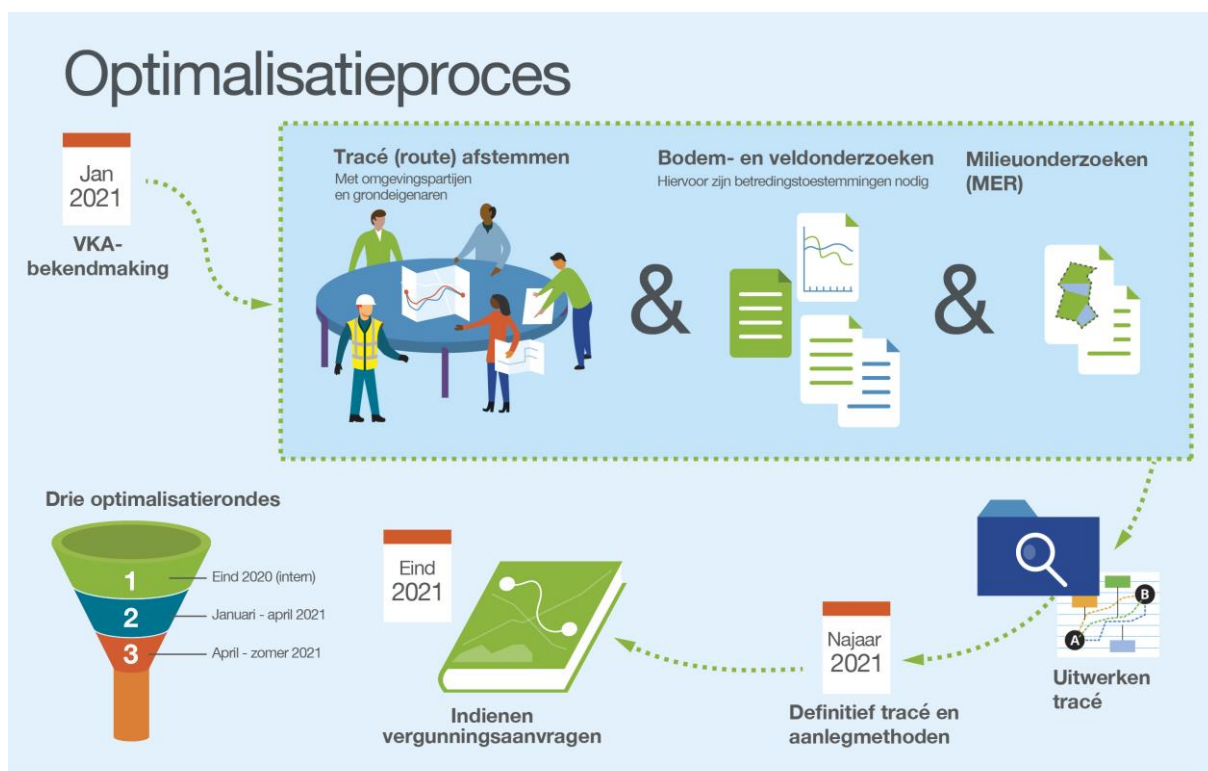 Optimalisatieproces
Jan
2021
VKA-
bekendmaking
Tracé (route) afstemmen
Met omgevingspartijen
en grondeigenaren
&
Bodem- en veldonderzoeken
Hiervoor zijn betredingstoestemmingen nodig
&
Milieuonderzoeken
(MER)
Drie optimalisatierondes
1
Eind 2020 (intern)
2
Januari - april 2021
3
April - zomer 2021
Eind
2021
Indienen
vergunningsaanvragen
Najaar
2021
Definitief tracé en
aanlegmethoden
A
B
Uitwerken
tracé